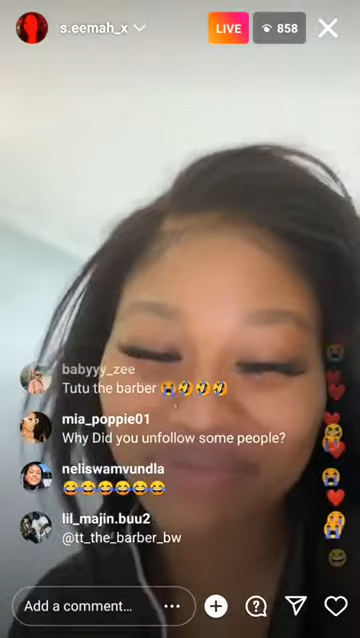 s.eemah_x
LIVE
858
babyyy_zee
Tutu the barber 😭🤣🤣🤣
mia_poppie01
Why Did you unfollow some people?
neliswamvundla
😂😂😂😂😂😂
lil_majin.buu2
@tt_the_barber_bw
Add a comment...